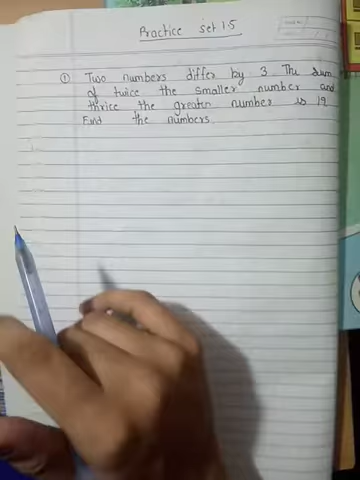 Practice Set 1.5
① Two numbers differ by 3. The sum
of twice the smaller number and
thrice the greater number is 19
Find the numbers.